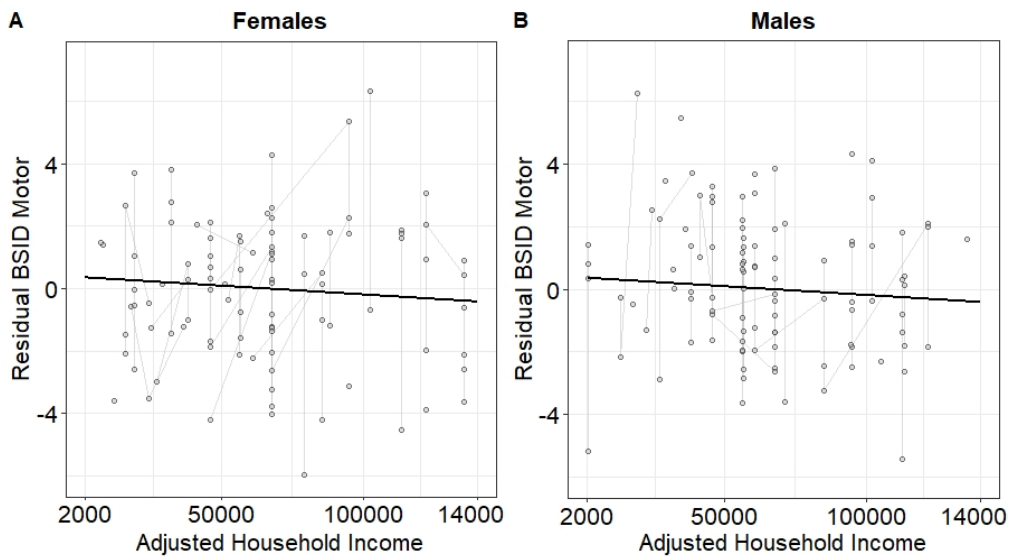 A Females
B Males
Residual BSID Motor
4
0
-4
2000 50000 100000 14000
Adjusted Household Income
Residual BSID Motor
4
0
-4
2000 50000 100000 14000
Adjusted Household Income